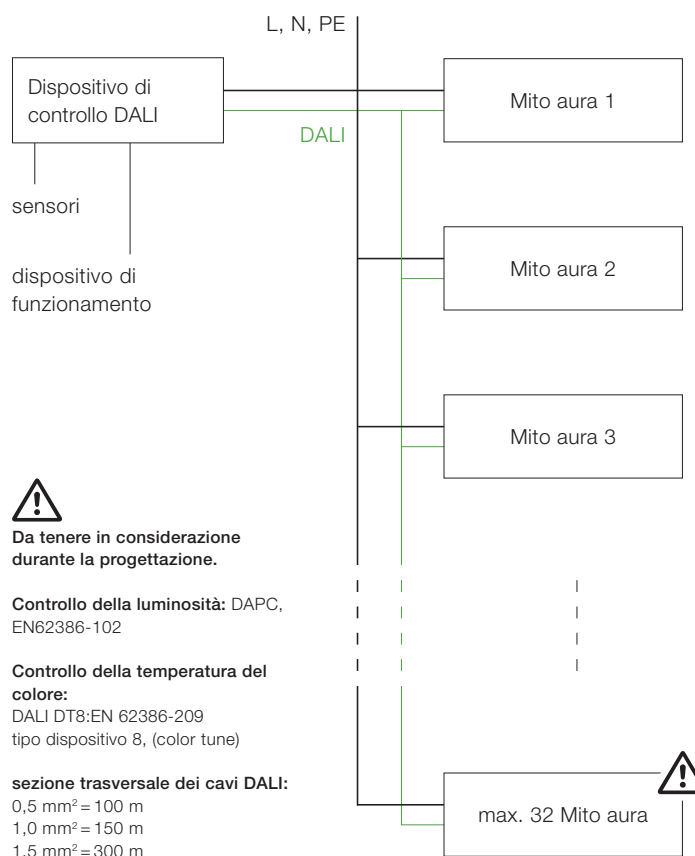 L, N, PE
Dispositivo di
controllo DALI
Mito aura 1
DALI
sensori
dispositivo di
funzionamento
Mito aura 2
Mito aura 3
Da tenere in considerazione
durante la progettazione.
Controllo della luminosità: DAPC,
EN62386-102
Controllo della temperatura del
colore:
DALI DT8:EN 62386-209
tipo dispositivo 8, (color tune)
sezione trasversale dei cavi DALI:
0,5 mm² = 100 m
1,0 mm² = 150 m
1,5 mm² = 300 m
max. 32 Mito aura